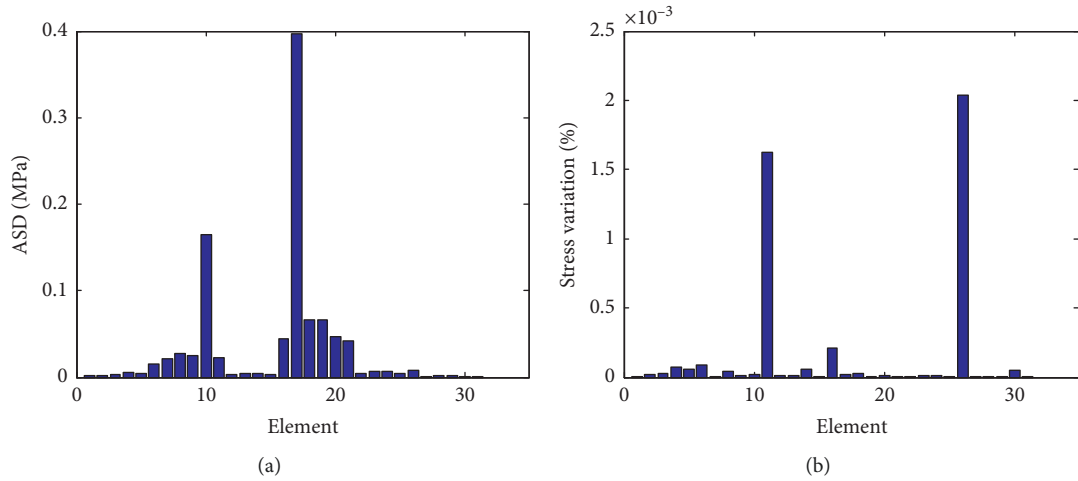 0.4
0.3
0.2
0.1
0
ASD (MPa)
0 10 20 30
Element
(a)
×10–3
2.5
2
1.5
1
0.5
0
Stress variation (%)
0 10 20 30
Element
(b)